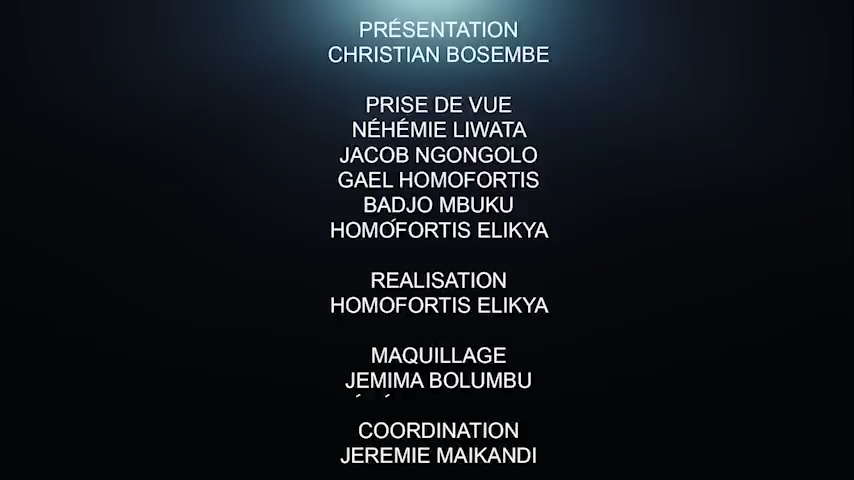 PRÉSENTATION
CHRISTIAN BOSEMBE
PRISE DE VUE
NÉHÉMIE LIWATA
JACOB NGONGOLO
GAEL HOMOFORTIS
BADJO MBUKU
HOMOFORTIS ELIKYA
REALISATION
HOMOFORTIS ELIKYA
MAQUILLAGE
JEMIMA BOLUMBU
COORDINATION
JEREMIE MAIKANDI